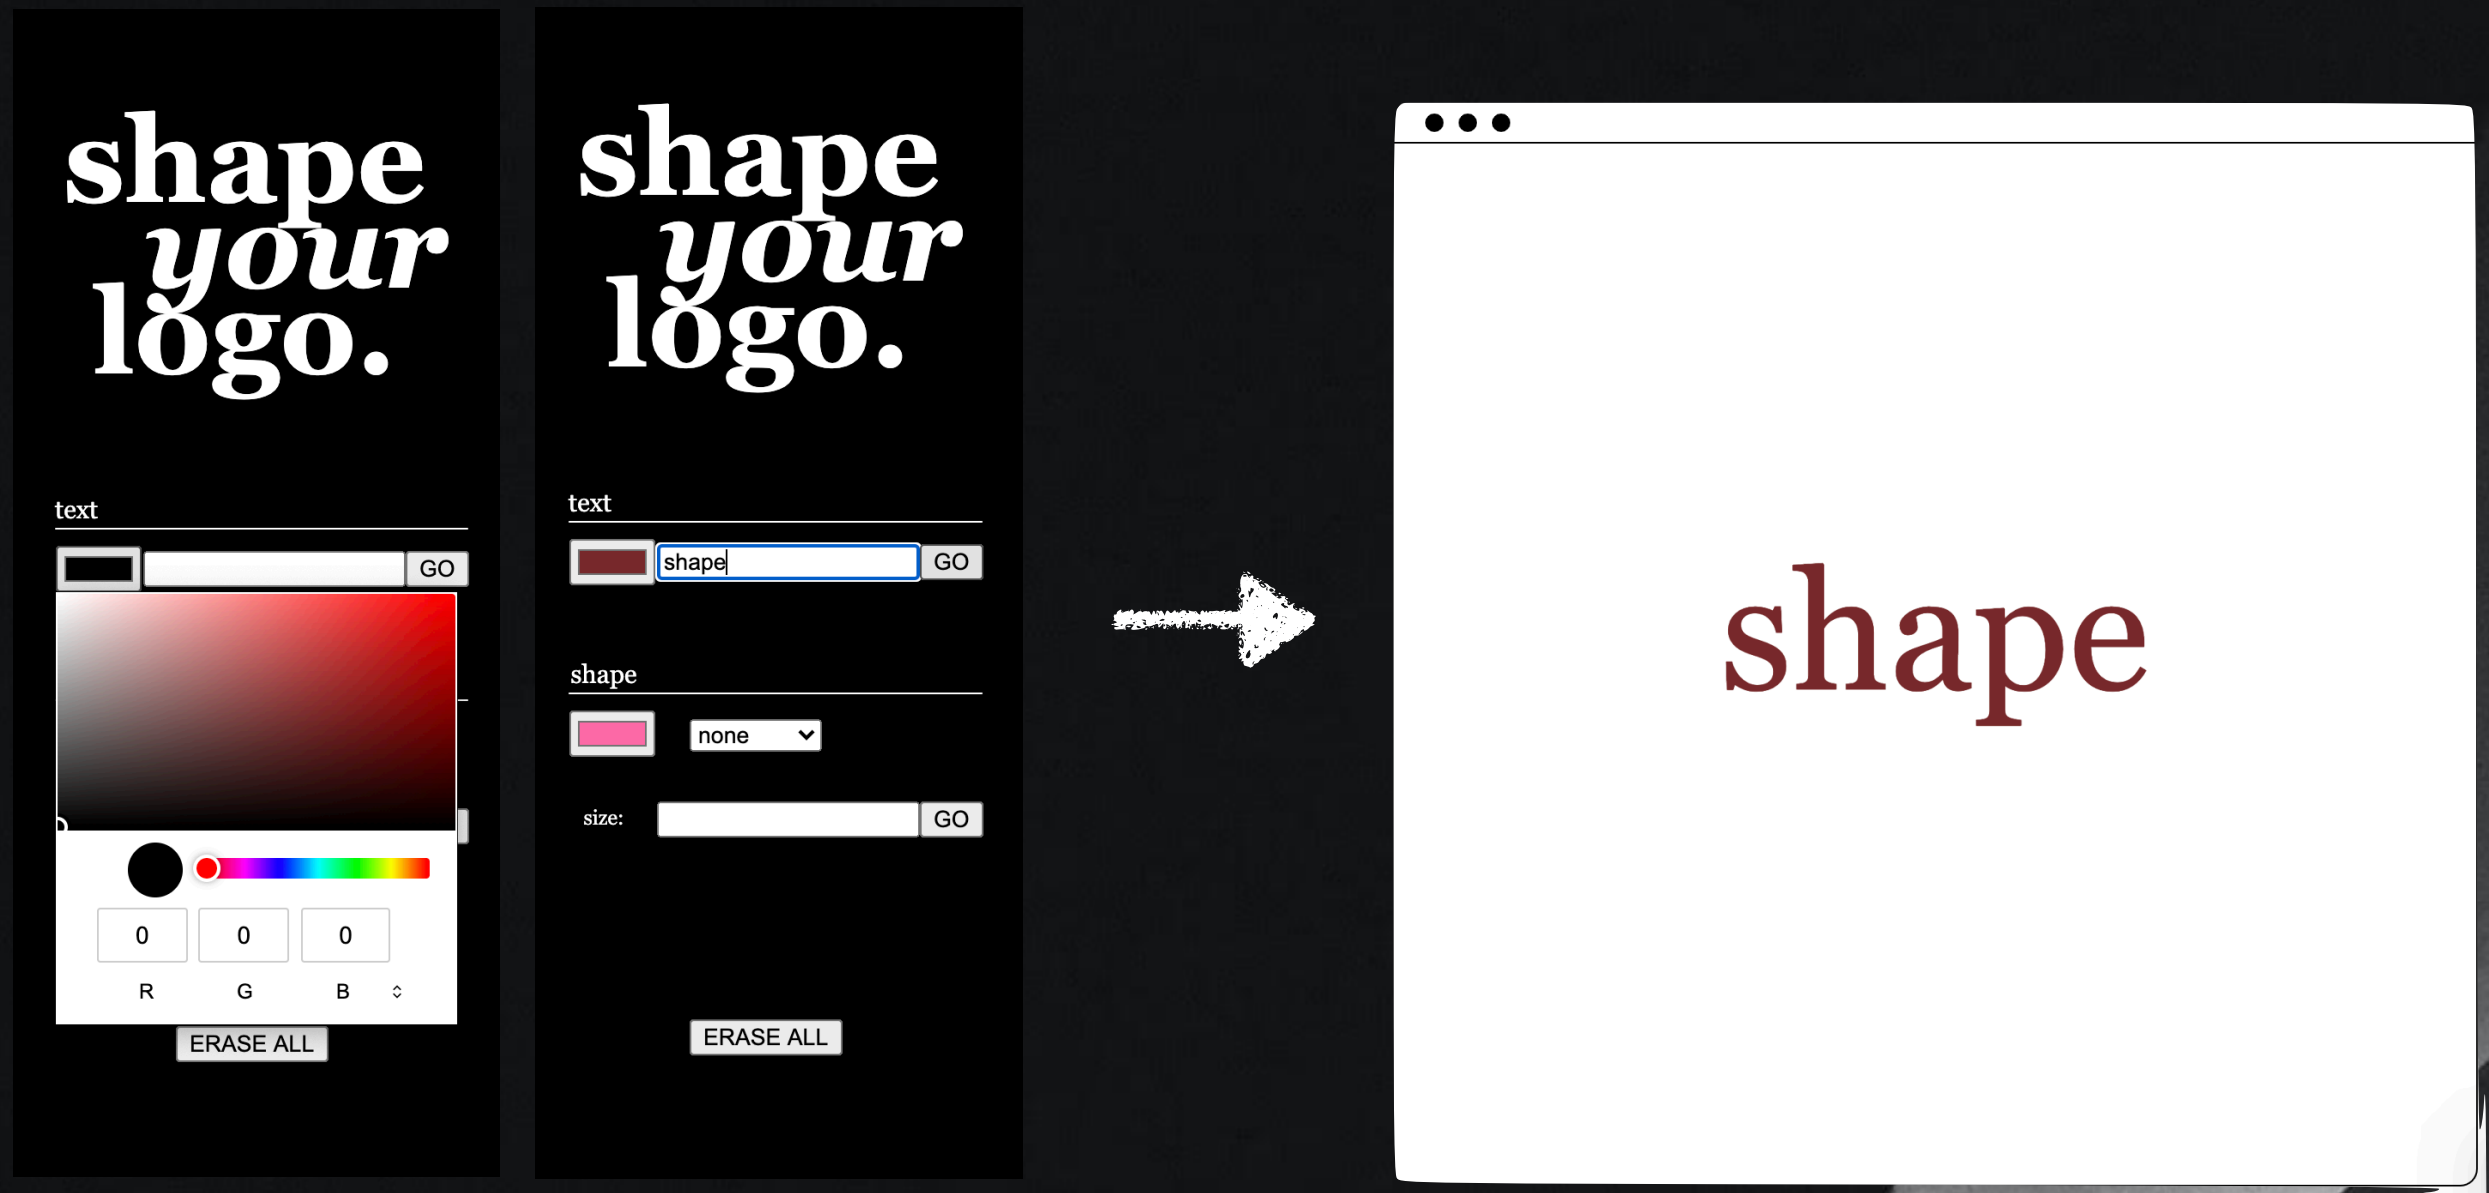 shape
your
logo.
text
GO
0 0 0
R G B
ERASE ALL
shape
your
logo.
text
shape GO
shape
none
size: GO
ERASE ALL
shape